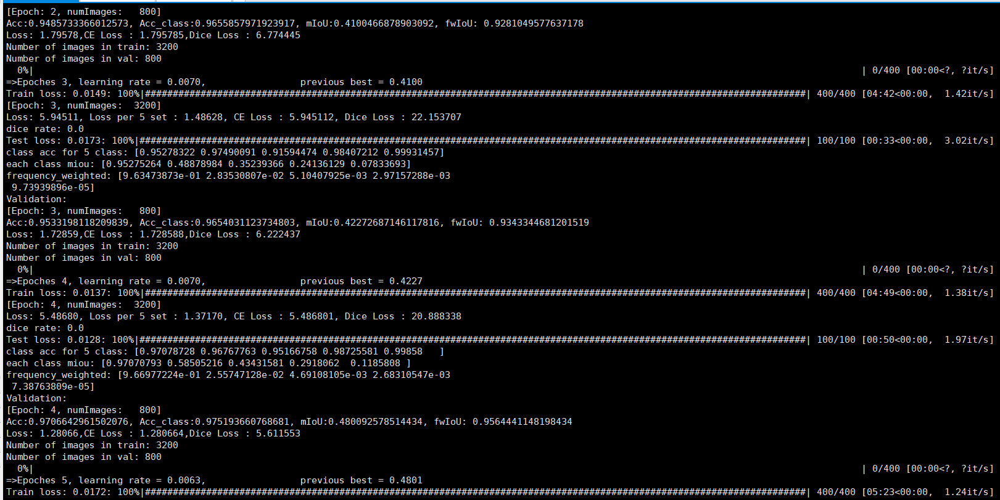 [Epoch: 2, numImages:   800]
Acc:0.9485733366012573, Acc_class:0.9655857971923917, mIoU:0.4100466878903092, fwIoU: 0.9281049577637178
Loss: 1.79578,CE Loss : 1.795785,Dice Loss : 6.774445
Number of images in train: 3200
Number of images in val: 800
  0%|                                                                                                                                                      | 0/400 [00:00<?, ?it/s]
=>Epoches 3, learning rate = 0.0070,                 previous best = 0.4100
Train loss: 0.0149: 100%|#######################################################################################################################| 400/400 [04:42<00:00,  1.42it/s]
[Epoch: 3, numImages:  3200]
Loss: 5.94511, Loss per 5 set : 1.48628, CE Loss : 5.945112, Dice Loss : 22.153707
dice rate: 0.0
Test loss: 0.0173: 100%|########################################################################################################################| 100/100 [00:33<00:00,  3.02it/s]
class acc for 5 class: [0.95278322 0.97490091 0.91594474 0.98407212 0.99931457]
each class miou: [0.95275264 0.48878984 0.35239366 0.24136129 0.07833693]
frequency_weighted: [9.63473873e-01 2.83530807e-02 5.10407925e-03 2.97157288e-03
 9.73939896e-05]
Validation:
[Epoch: 3, numImages:   800]
Acc:0.9533198118209839, Acc_class:0.9654031123734803, mIoU:0.42272687146117816, fwIoU: 0.9343344681201519
Loss: 1.72859,CE Loss : 1.728588,Dice Loss : 6.222437
Number of images in train: 3200
Number of images in val: 800
  0%|                                                                                                                                                      | 0/400 [00:00<?, ?it/s]
=>Epoches 4, learning rate = 0.0070,                 previous best = 0.4227
Train loss: 0.0137: 100%|#######################################################################################################################| 400/400 [04:49<00:00,  1.38it/s]
[Epoch: 4, numImages:  3200]
Loss: 5.48680, Loss per 5 set : 1.37170, CE Loss : 5.486801, Dice Loss : 20.888338
dice rate: 0.0
Test loss: 0.0128: 100%|########################################################################################################################| 100/100 [00:50<00:00,  1.97it/s]
class acc for 5 class: [0.97078728 0.96767763 0.95166758 0.98725581 0.99858   ]
each class miou: [0.97070793 0.58505216 0.43431581 0.2918062  0.1185808 ]
frequency_weighted: [9.66977224e-01 2.55747128e-02 4.69108105e-03 2.68310547e-03
 7.38763809e-05]
Validation:
[Epoch: 4, numImages:   800]
Acc:0.9706642961502076, Acc_class:0.975193660768681, mIoU:0.480092578514434, fwIoU: 0.9564441148198434
Loss: 1.28066,CE Loss : 1.280664,Dice Loss : 5.611553
Number of images in train: 3200
Number of images in val: 800
  0%|                                                                                                                                                      | 0/400 [00:00<?, ?it/s]
=>Epoches 5, learning rate = 0.0063,                 previous best = 0.4801
Train loss: 0.0172: 100%|#######################################################################################################################| 400/400 [05:23<00:00,  1.24it/s]